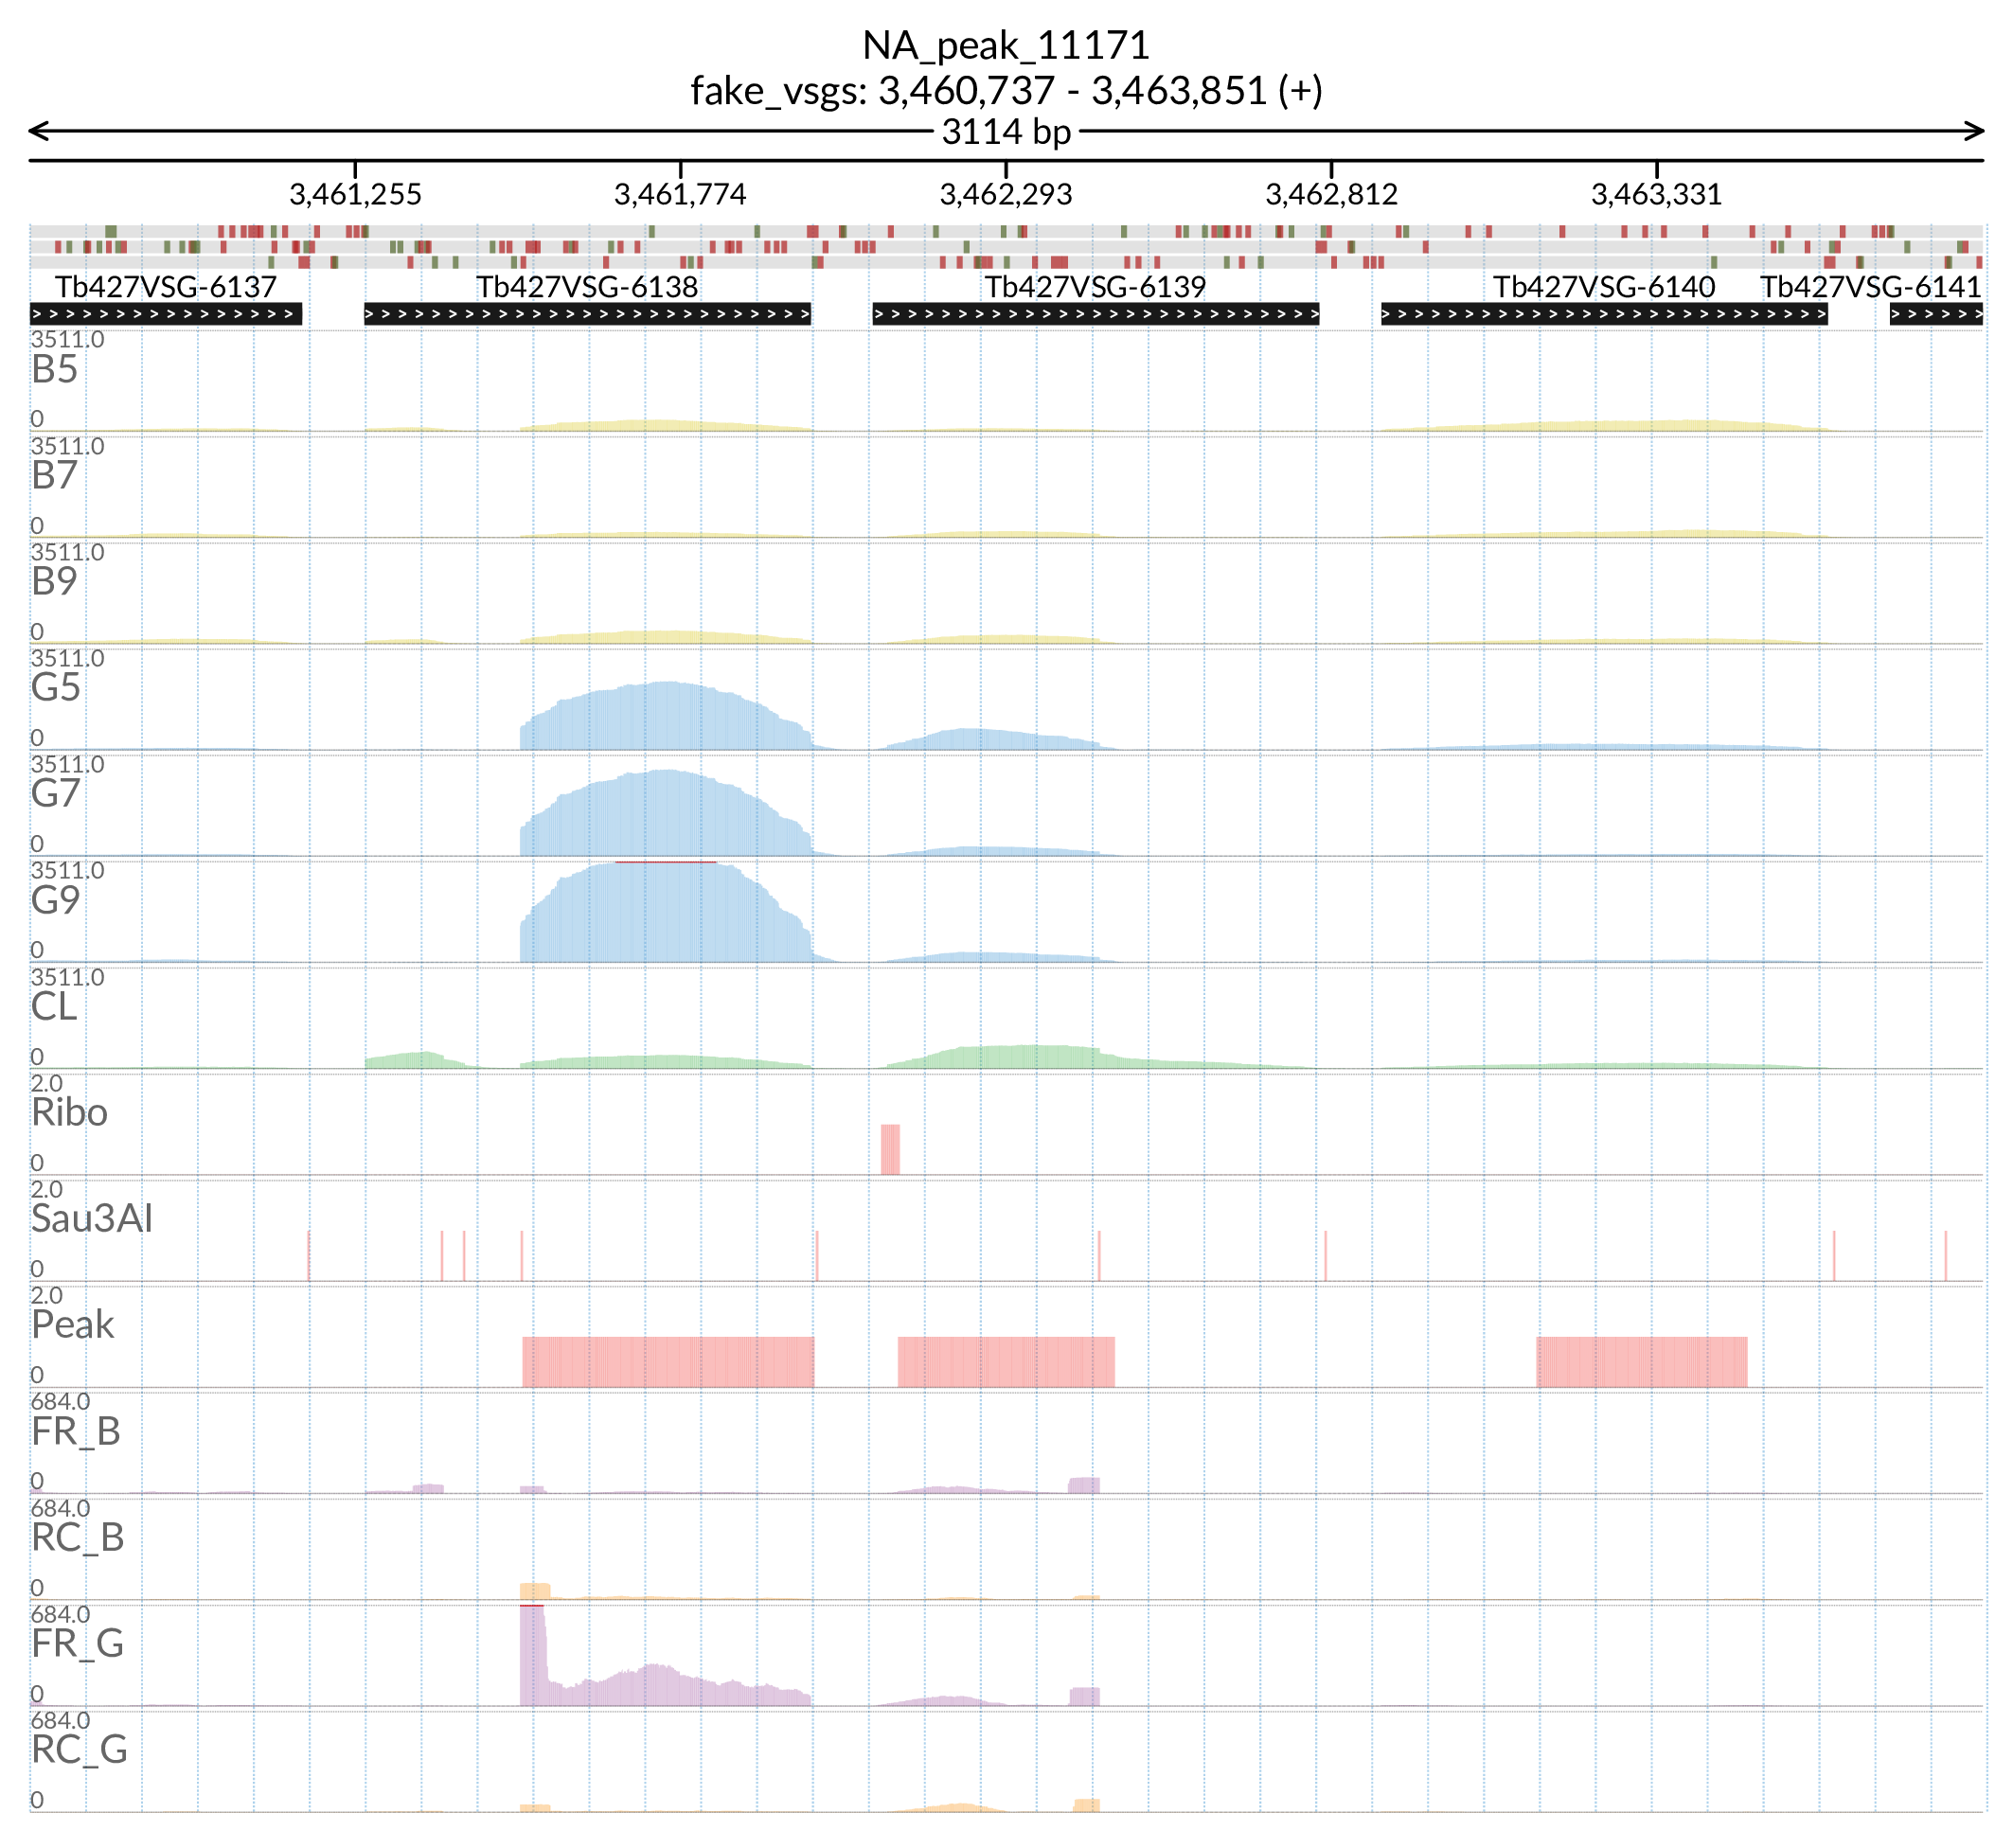 NA_peak_11171
fake_vsgs: 3,460,737 - 3,463,851 (+)
3114 bp
3,461,255 3,461,774 3,462,293 3,462,812 3,463,331
Tb427VSG-6137 Tb427VSG-6138 Tb427VSG-6139 Tb427VSG-6140 Tb427VSG-6141
3511.0
B5
0
3511.0
B7
0
3511.0
B9
0
3511.0
G5
0
3511.0
G7
0
3511.0
G9
0
3511.0
CL
0
2.0
Ribo
0
2.0
Sau3AI
0
2.0
Peak
0
684.0
FR_B
0
684.0
RC_B
0
684.0
FR_G
0
684.0
RC_G
0